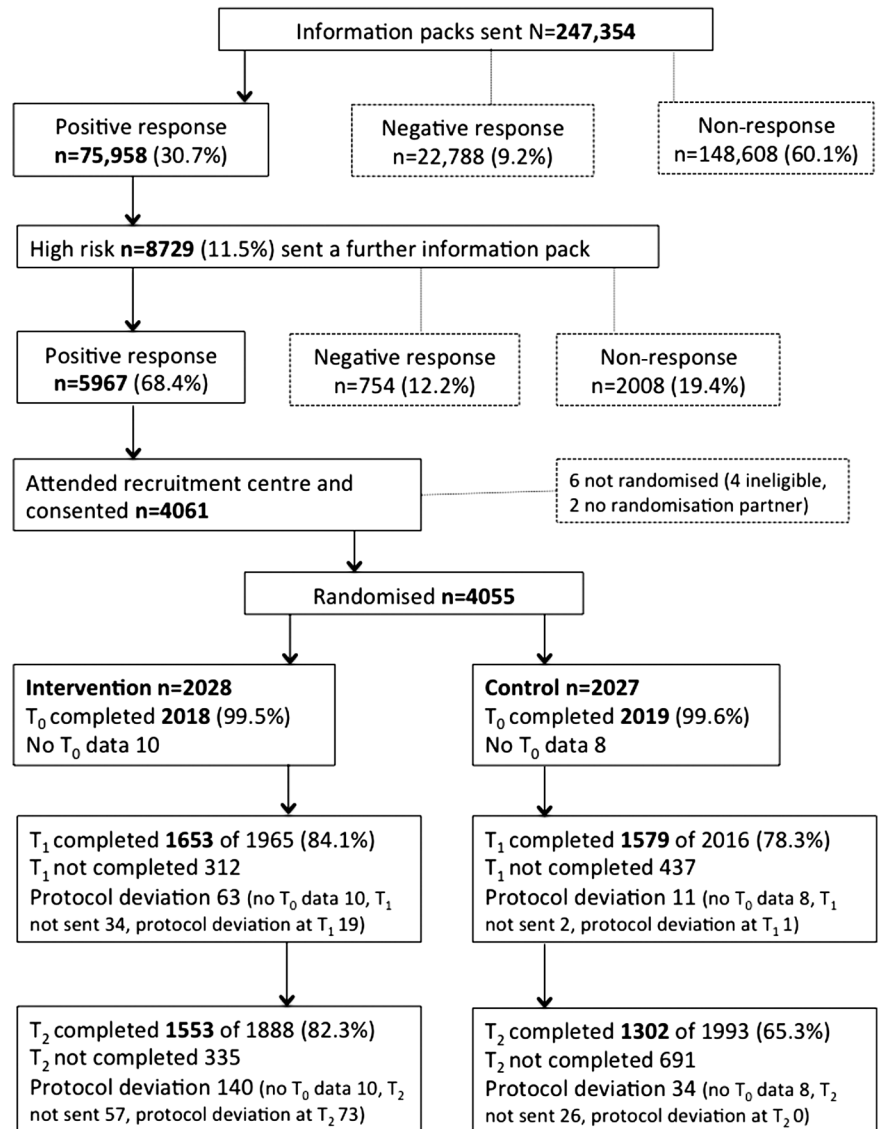 Information packs sent N=247,354
Positive response
n=75,958 (30.7%)
Negative response
n=22,788 (9.2%)
Non-response
n=148,608 (60.1%)
High risk n=8729 (11.5%) sent a further information pack
Positive response
n=5967 (68.4%)
Negative response
n=754 (12.2%)
Non-response
n=2008 (19.4%)
Attended recruitment centre and
consented n=4061
6 not randomised (4 ineligible,
2 no randomisation partner)
Randomised n=4055
Intervention n=2028
T0 completed 2018 (99.5%)
No T0 data 10
Control n=2027
T0 completed 2019 (99.6%)
No T0 data 8
T1 completed 1653 of 1965 (84.1%)
T1 not completed 312
Protocol deviation 63 (no T0 data 10, T1
not sent 34, protocol deviation at T1 19)
T1 completed 1579 of 2016 (78.3%)
T1 not completed 437
Protocol deviation 11 (no T0 data 8, T1
not sent 2, protocol deviation at T1 1)
T2 completed 1553 of 1888 (82.3%)
T2 not completed 335
Protocol deviation 140 (no T0 data 10, T2
not sent 57, protocol deviation at T2 73)
T2 completed 1302 of 1993 (65.3%)
T2 not completed 691
Protocol deviation 34 (no T0 data 8, T2
not sent 26, protocol deviation at T2 0)